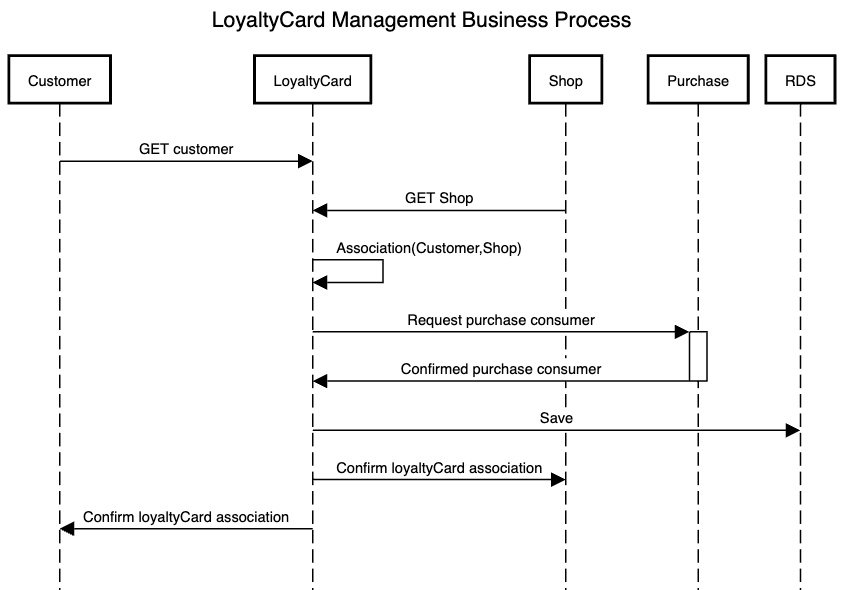 LoyaltyCard Management Business Process
Customer
LoyaltyCard
Shop
Purchase
RDS
GET customer
GET Shop
Association(Customer,Shop)
Request purchase consumer
Confirmed purchase consumer
Save
Confirm loyaltyCard association
Confirm loyaltyCard association